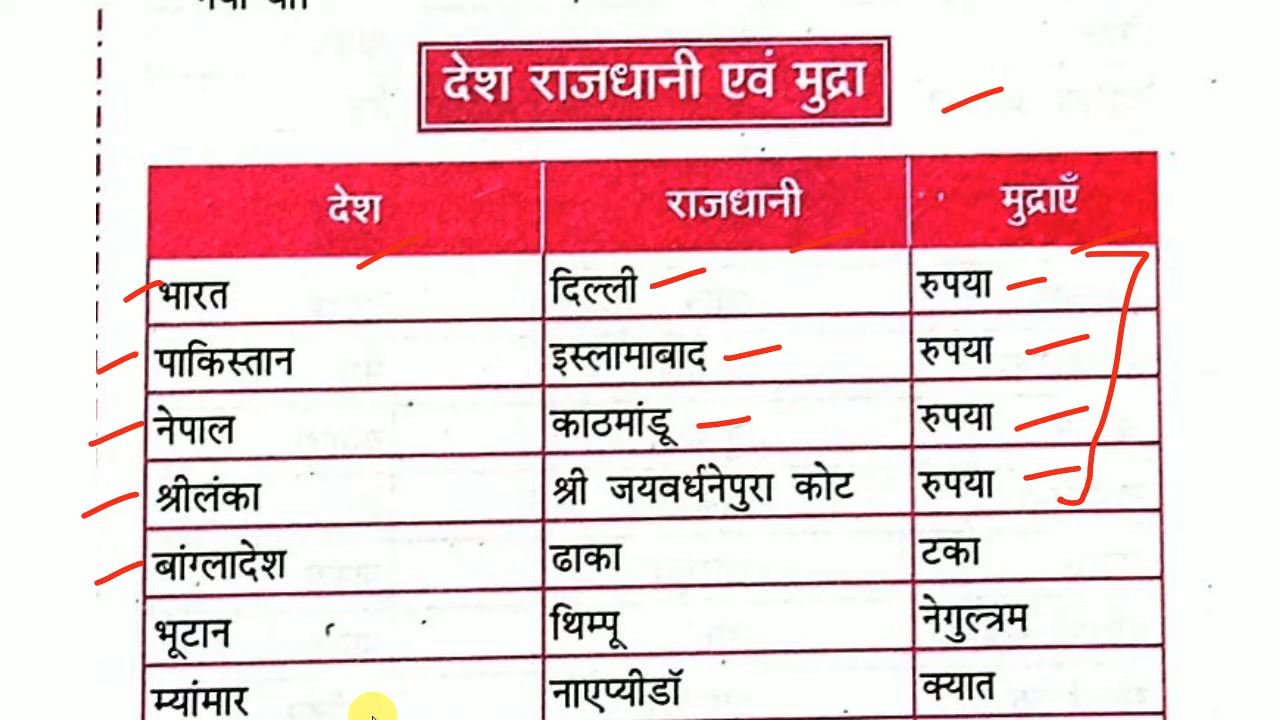 देश राजधानी एवं मुद्रा
देश राजधानी मुद्राएँ
भारत दिल्ली रुपया
पाकिस्तान इस्लामाबाद रुपया
नेपाल काठमांडू रुपया
श्रीलंका श्री जयवर्धनेपुरा कोट रुपया
बांग्लादेश ढाका टका
भूटान थिम्पू नेगुल्त्रम
म्यांमार नाएप्यीडॉ क्यात